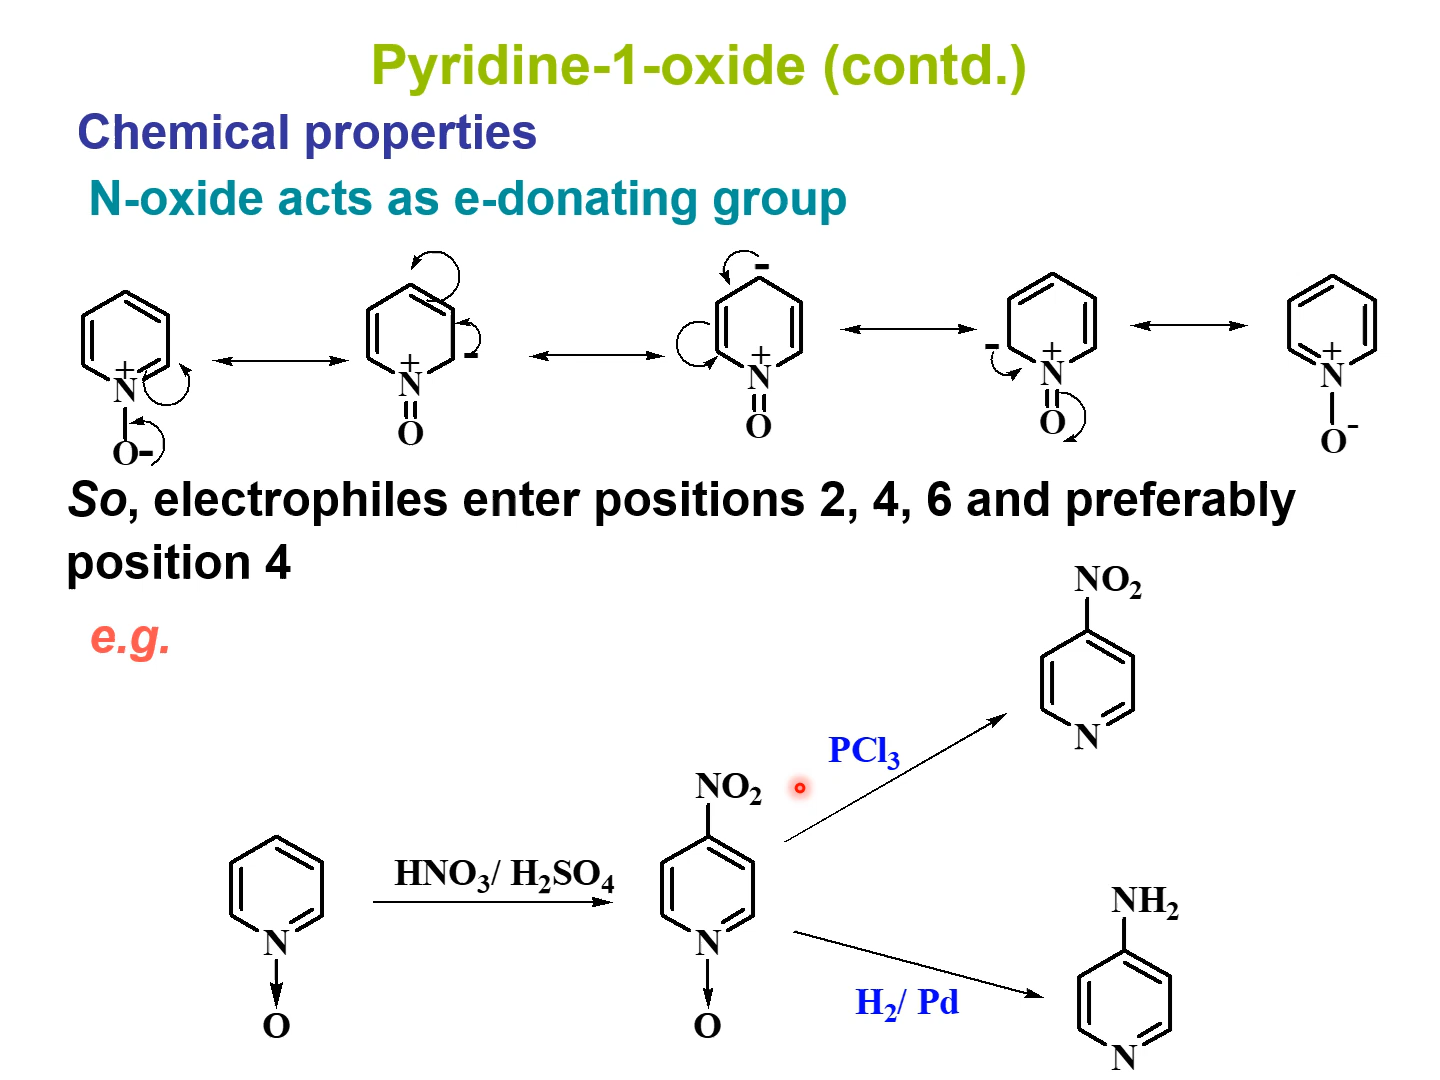 Pyridine-1-oxide (contd.)
Chemical properties
N-oxide acts as e-donating group
+ N O-
+ - N O
- + N O
- + N O
+ N O-
So, electrophiles enter positions 2, 4, 6 and preferably
position 4
e.g.
NO2
N
PCl3
NO2
HNO3/ H2SO4
N
N
O
O
NH2
H2/ Pd
N